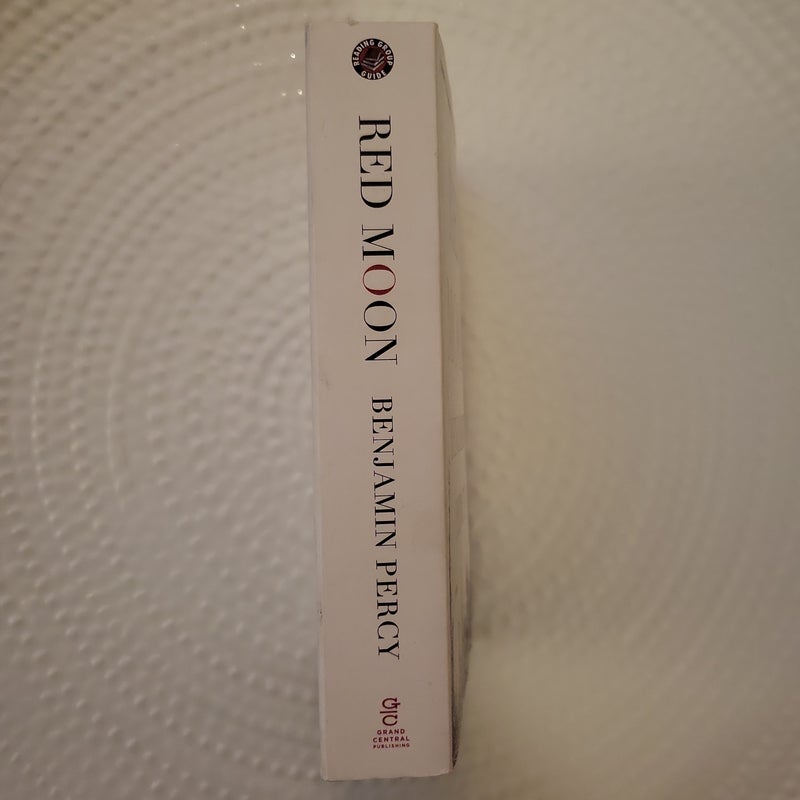 READING GROUP
GUIDE
RED MOON BENJAMIN PERCY
GRAND
CENTRAL
PUBLISHING